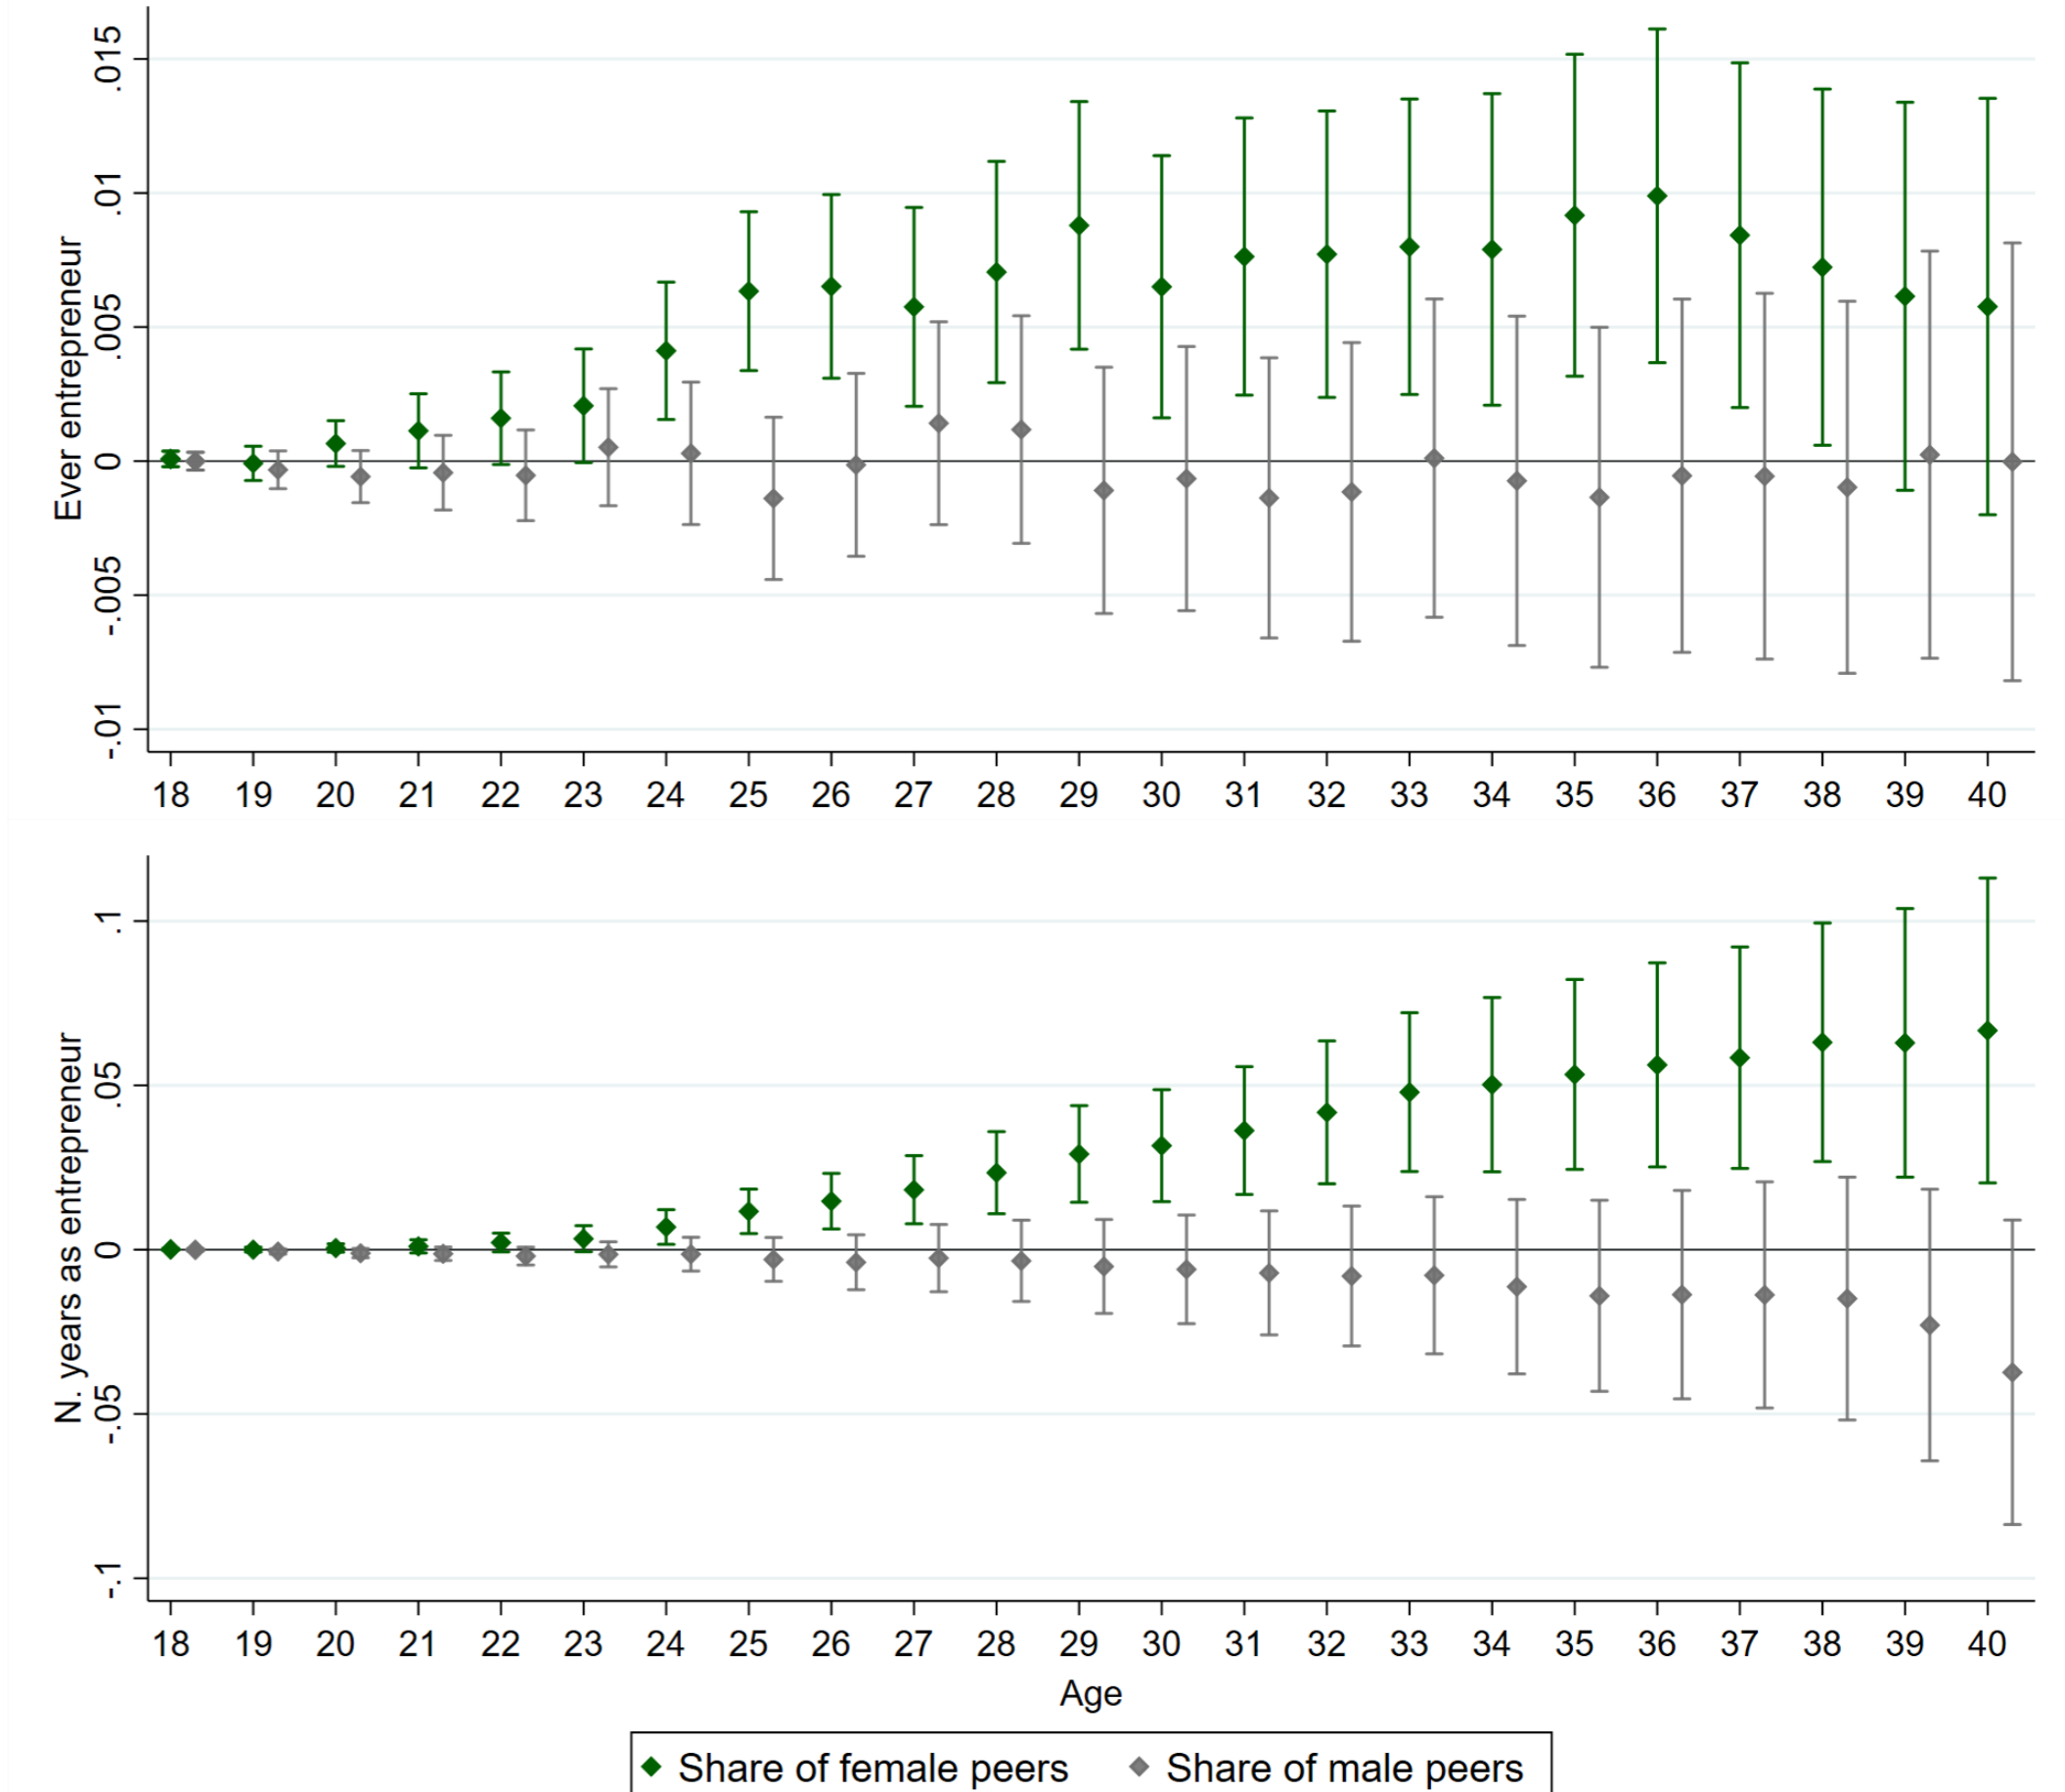 Ever entrepreneur
.015
.01
.005
0
-.005
-.01
18 19 20 21 22 23 24 25 26 27 28 29 30 31 32 33 34 35 36 37 38 39 40
N. years as entrepreneur
.1
.05
0
-.05
-.1
18 19 20 21 22 23 24 25 26 27 28 29 30 31 32 33 34 35 36 37 38 39 40
Age
Share of female peers Share of male peers